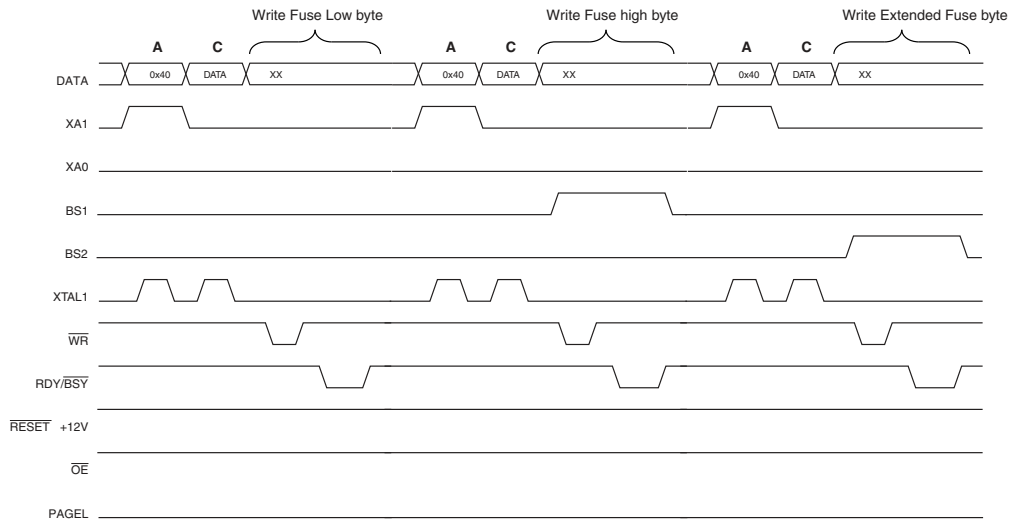 Write Fuse Low byte Write Fuse high byte Write Extended Fuse byte
A C A C A C
DATA 0x40 DATA XX 0x40 DATA XX 0x40 DATA XX
XA1
XA0
BS1
BS2
XTAL1
WR
RDY/BSY
RESET +12V
OE
PAGEL